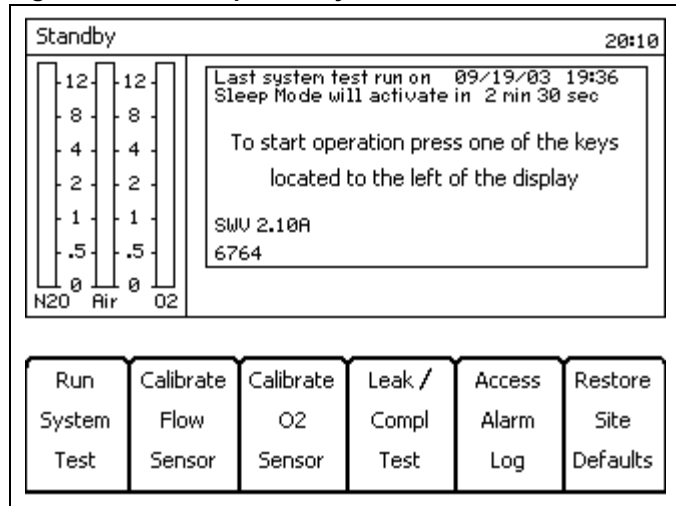 Standby 20:10
12 12
8 8
4 4
2 2
1 1
.5 .5
0 0
N2O Air O2
Last system test run on 09/19/03 19:36
Sleep Mode will activate in 2 min 30 sec
To start operation press one of the keys
located to the left of the display
SWV 2.10A
6764
Run System Test
Calibrate Flow Sensor
Calibrate O2 Sensor
Leak / Compl Test
Access Alarm Log
Restore Site Defaults